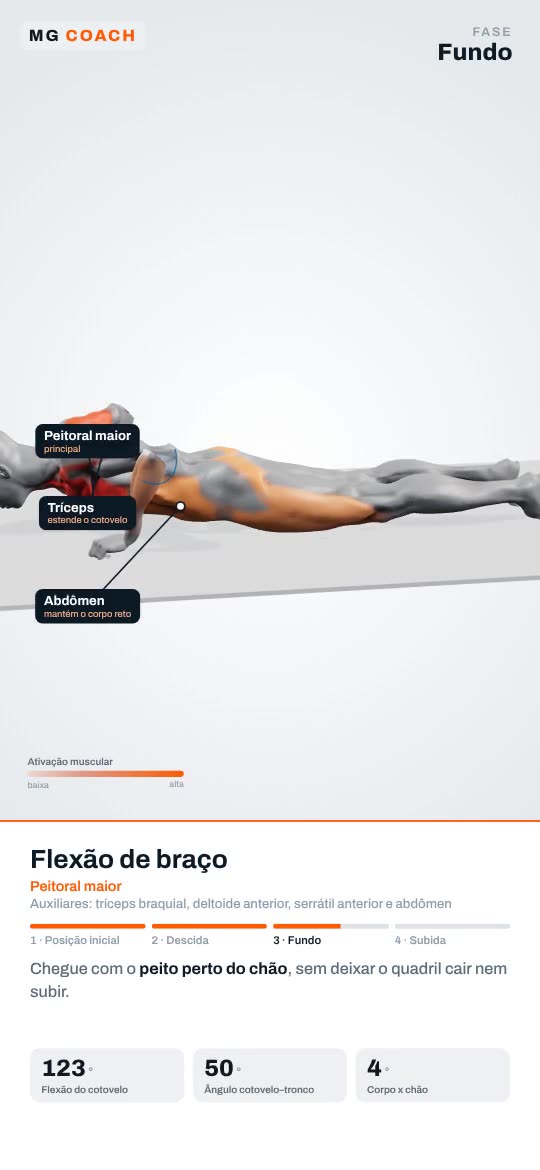 MG COACH
FASE
Fundo
Peitoral maior
principal
Tríceps
estende o cotovelo
Abdômen
mantém o corpo reto
Ativação muscular
baixa
alta
Flexão de braço
Peitoral maior
Auxiliares: tríceps braquial, deltoide anterior, serrátil anterior e abdômen
1 · Posição inicial
2 · Descida
3 · Fundo
4 · Subida
Chegue com o peito perto do chão, sem deixar o quadril cair nem
subir.
123°
Flexão do cotovelo
50°
Ângulo cotovelo–tronco
4°
Corpo x chão